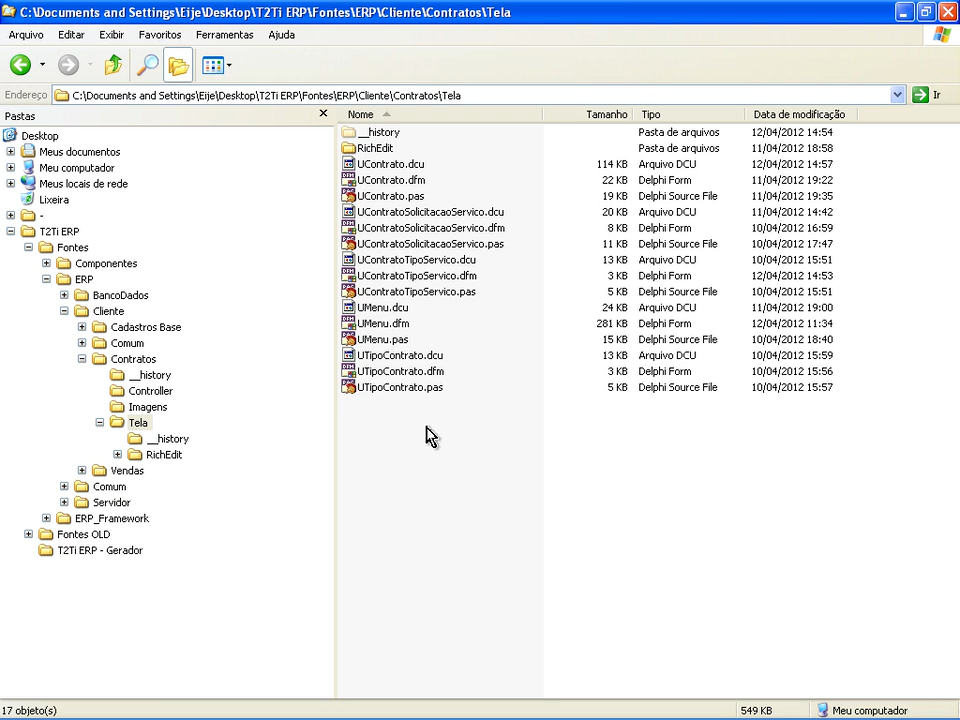 C:\Documents and Settings\Eije\Desktop\T2Ti ERP\Fontes\ERP\Cliente\Contratos\Tela
Arquivo Editar Exibir Favoritos Ferramentas Ajuda
Endereço C:\Documents and Settings\Eije\Desktop\T2Ti ERP\Fontes\ERP\Cliente\Contratos\Tela Ir
Pastas
Desktop
Meus documentos
Meu computador
Meus locais de rede
Lixeira
-
T2Ti ERP
Fontes
Componentes
ERP
BancoDados
Cliente
Cadastros Base
Comum
Contratos
__history
Controller
Imagens
Tela
__history
RichEdit
Vendas
Comum
Servidor
ERP_Framework
Fontes OLD
T2Ti ERP - Gerador
Nome Tamanho Tipo Data de modificação
__history Pasta de arquivos 12/04/2012 14:54
RichEdit Pasta de arquivos 11/04/2012 18:58
UContrato.dcu 114 KB Arquivo DCU 12/04/2012 14:57
UContrato.dfm 22 KB Delphi Form 11/04/2012 19:22
UContrato.pas 19 KB Delphi Source File 11/04/2012 19:35
UContratoSolicitacaoServico.dcu 20 KB Arquivo DCU 11/04/2012 14:42
UContratoSolicitacaoServico.dfm 8 KB Delphi Form 10/04/2012 16:59
UContratoSolicitacaoServico.pas 11 KB Delphi Source File 10/04/2012 17:47
UContratoTipoServico.dcu 13 KB Arquivo DCU 10/04/2012 15:51
UContratoTipoServico.dfm 3 KB Delphi Form 12/04/2012 14:53
UContratoTipoServico.pas 5 KB Delphi Source File 10/04/2012 15:51
UMenu.dcu 24 KB Arquivo DCU 11/04/2012 19:00
UMenu.dfm 281 KB Delphi Form 12/04/2012 11:34
UMenu.pas 15 KB Delphi Source File 10/04/2012 18:40
UTipoContrato.dcu 13 KB Arquivo DCU 10/04/2012 15:59
UTipoContrato.dfm 3 KB Delphi Form 10/04/2012 15:56
UTipoContrato.pas 5 KB Delphi Source File 10/04/2012 15:57
17 objeto(s) 549 KB Meu computador